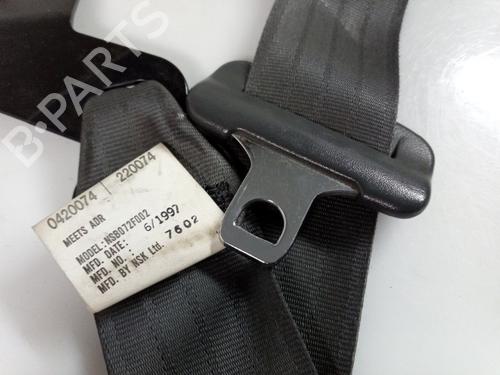 B-PARTS
0420074 220074
MEETS ADR
MODEL:NSB072F002
MFD. DATE: 6/1997
MFD. NO.: 7602
MFD. BY NSK Ltd.